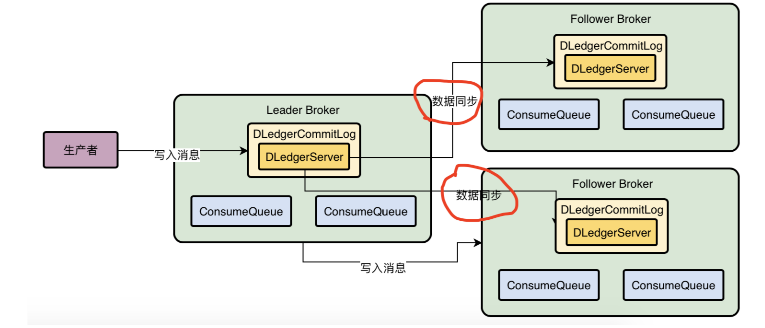 生产者
写入消息
Leader Broker
DLedgerCommitLog
DLedgerServer
ConsumeQueue
ConsumeQueue
数据同步
数据同步
写入消息
Follower Broker
DLedgerCommitLog
DLedgerServer
ConsumeQueue
ConsumeQueue
Follower Broker
DLedgerCommitLog
DLedgerServer
ConsumeQueue
ConsumeQueue